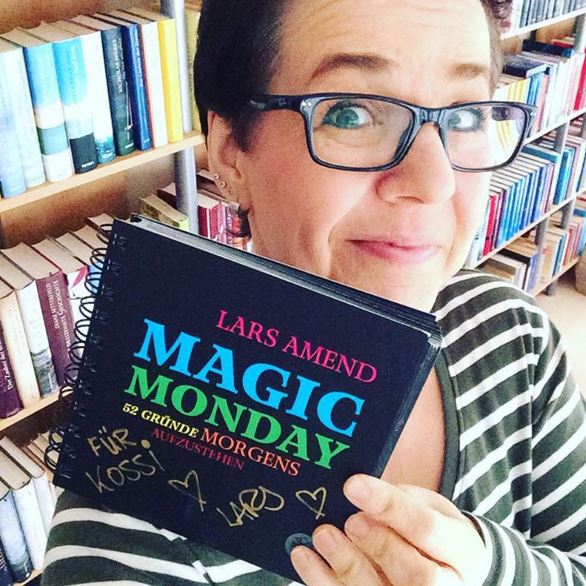 LARS AMEND
MAGIC
MONDAY
52 GRÜNDE MORGENS
AUFZUSTEHEN
FÜR
KOSSI
LARS